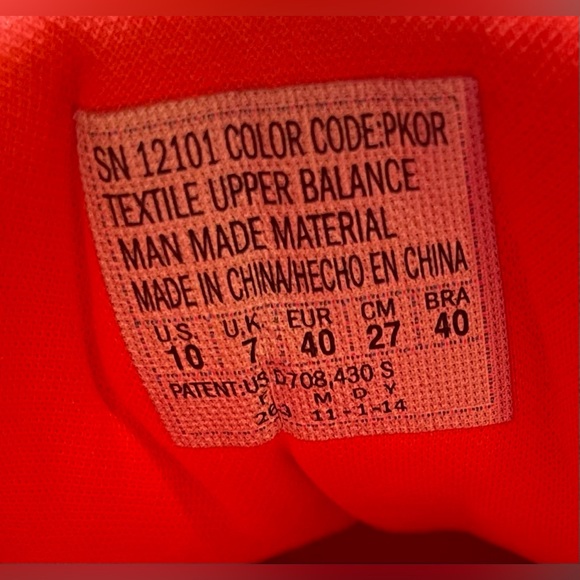 SN 12101 COLOR CODE:PKOR
TEXTILE UPPER BALANCE
MAN MADE MATERIAL
MADE IN CHINA/HECHO EN CHINA
U.S. U.K EUR CM BRA
10 7 40 27 40
PATENT:US D708,430 S
M D Y
11-1-14